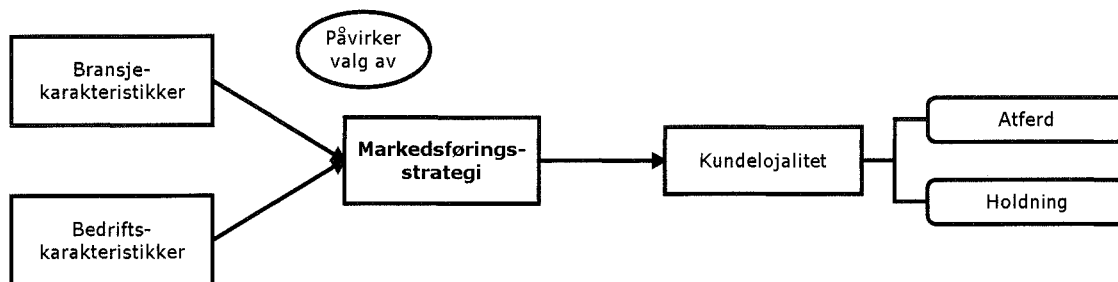 Påvirker
valg av
Bransje-
karakteristikker
Markedsførings-
strategi
Kundelojalitet
Atferd
Holdning
Bedrifts-
karakteristikker